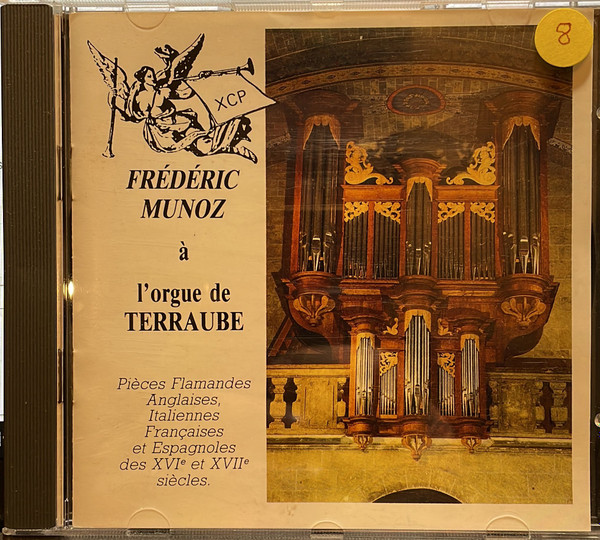 8
XCP
FRÉDÉRIC
MUNOZ
à
l'orgue de
TERRAUBE
Pièces Flamandes
Anglaises,
Italiennes
Françaises
et Espagnoles
des XVIᵉ et XVIIᵉ
siècles.